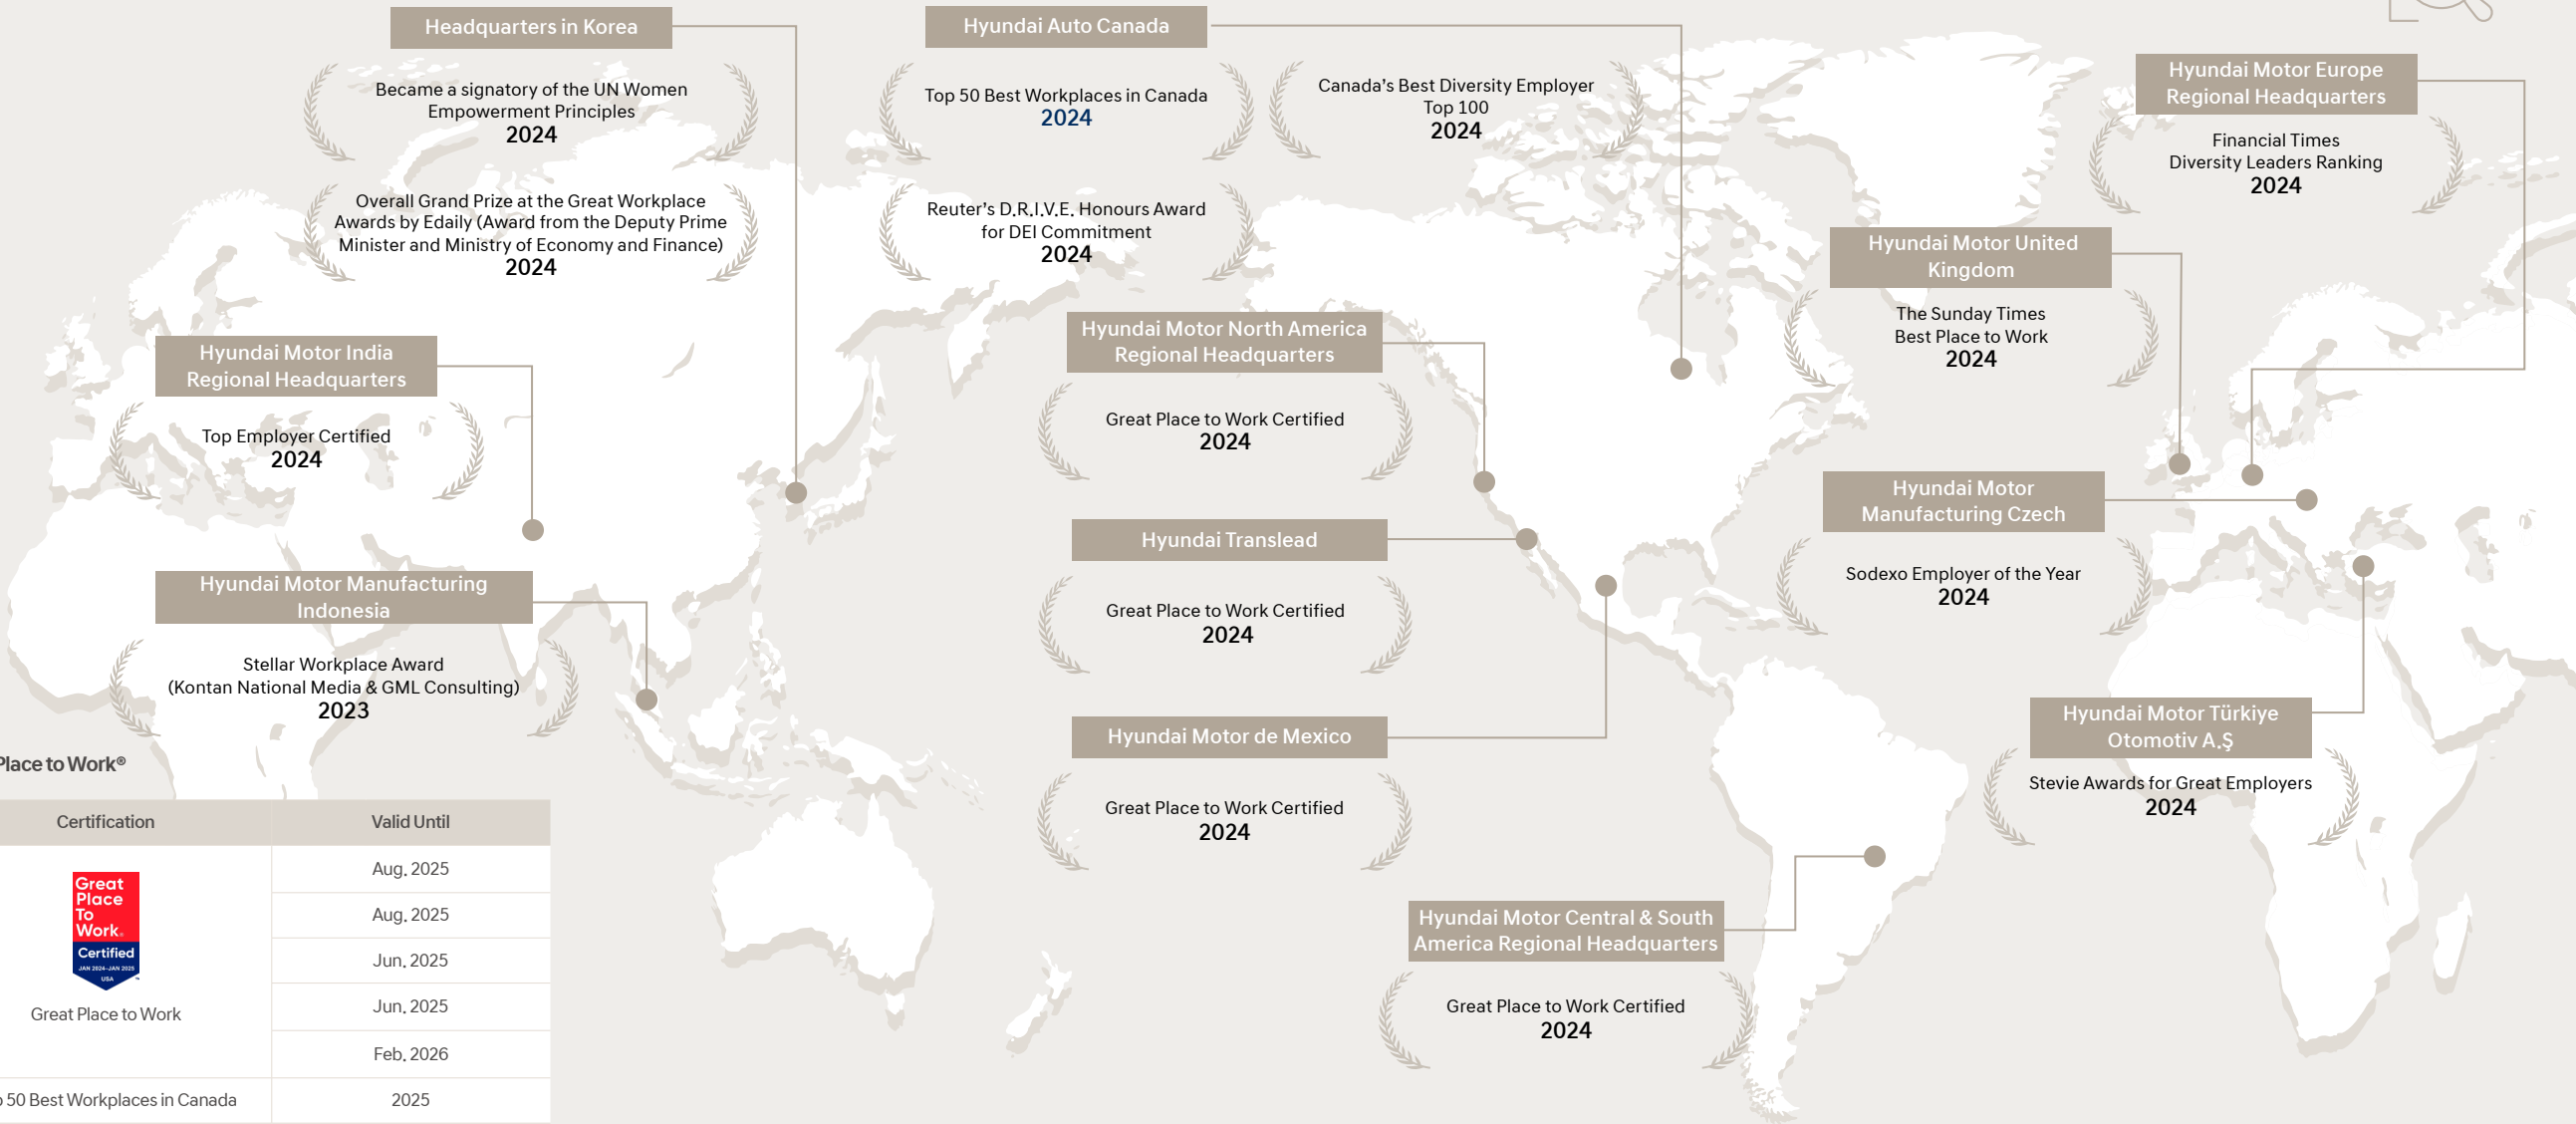 Headquarters in Korea
Became a signatory of the UN Women
Empowerment Principles
2024
Overall Grand Prize at the Great Workplace
Awards by Edaily (Award from the Deputy Prime
Minister and Ministry of Economy and Finance)
2024
Hyundai Auto Canada
Top 50 Best Workplaces in Canada
2024
Canada's Best Diversity Employer
Top 100
2024
Reuter's D.R.I.V.E. Honours Award
for DEI Commitment
2024
Hyundai Motor Europe
Regional Headquarters
Financial Times
Diversity Leaders Ranking
2024
Hyundai Motor United
Kingdom
The Sunday Times
Best Place to Work
2024
Hyundai Motor India
Regional Headquarters
Top Employer Certified
2024
Hyundai Motor North America
Regional Headquarters
Great Place to Work Certified
2024
Hyundai Motor
Manufacturing Czech
Sodexo Employer of the Year
2024
Hyundai Translead
Great Place to Work Certified
2024
Hyundai Motor Manufacturing
Indonesia
Stellar Workplace Award
(Kontan National Media & GML Consulting)
2023
Hyundai Motor de Mexico
Great Place to Work Certified
2024
Hyundai Motor Türkiye
Otomotiv A.Ş
Stevie Awards for Great Employers
2024
Hyundai Motor Central & South
America Regional Headquarters
Great Place to Work Certified
2024
Place to Work®
Certification
Valid Until
Great
Place
To
Work.
Certified
JAN 2024-JAN 2025
USA
Great Place to Work
Aug. 2025
Aug. 2025
Jun. 2025
Jun. 2025
Feb. 2026
50 Best Workplaces in Canada
2025